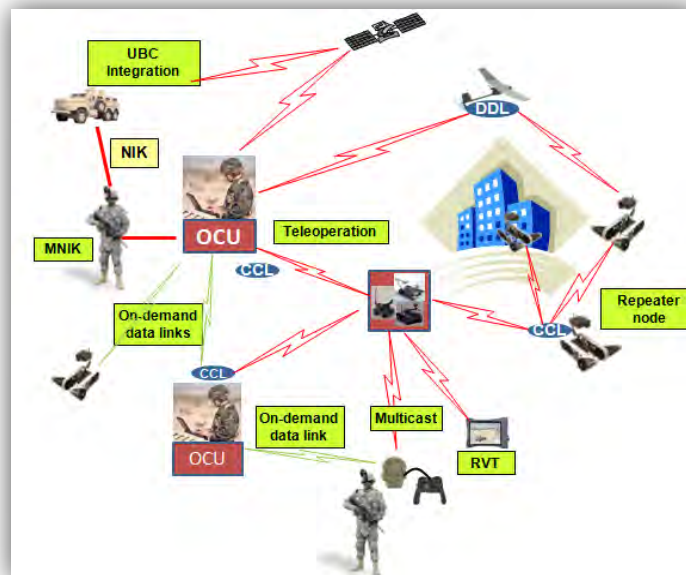 UBC
Integration
DDL
NIK
MNIK
OCU
Teleoperation
CCL
On-demand
data links
Repeater
node
CCL
CCL
On-demand
data link
Multicast
OCU
RVT